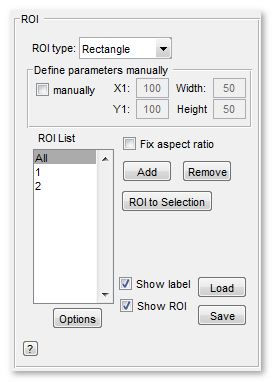 ROI
ROI type: Rectangle
Define parameters manually
manually X1: 100 Width: 50
Y1: 100 Height 50
ROI List
Fix aspect ratio
All
1
2
Add Remove
ROI to Selection
Show label Load
Show ROI Save
Options
?